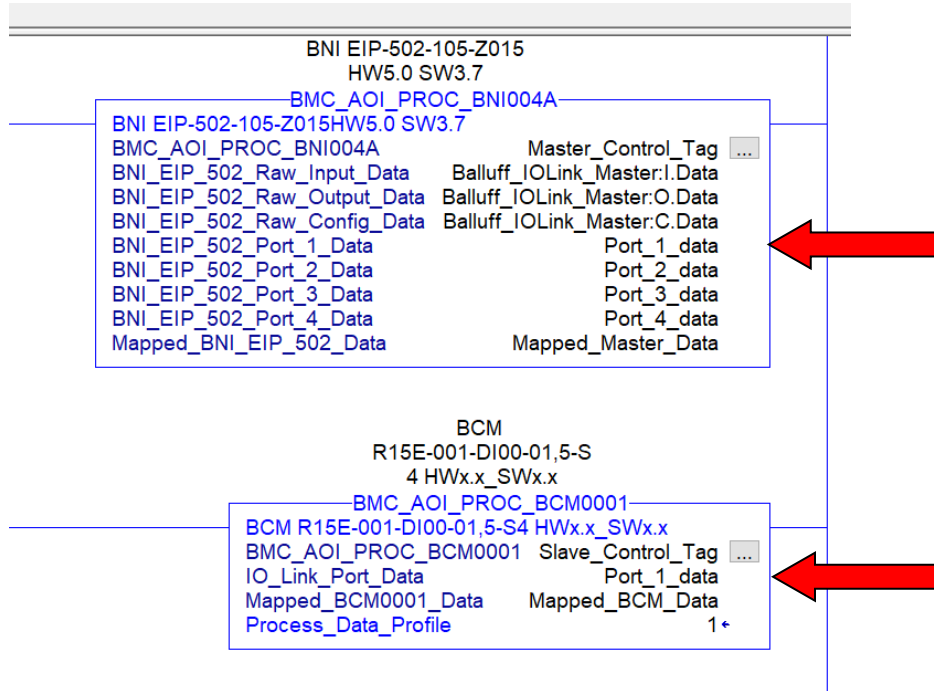 BNI EIP-502-105-Z015
HW5.0 SW3.7
BMC_AOI_PROC_BNI004A
BNI EIP-502-105-Z015HW5.0 SW3.7
BMC_AOI_PROC_BNI004A Master_Control_Tag ...
BNI_EIP_502_Raw_Input_Data Balluff_IOLink_Master:I.Data
BNI_EIP_502_Raw_Output_Data Balluff_IOLink_Master:O.Data
BNI_EIP_502_Raw_Config_Data Balluff_IOLink_Master:C.Data
BNI_EIP_502_Port_1_Data Port_1_data
BNI_EIP_502_Port_2_Data Port_2_data
BNI_EIP_502_Port_3_Data Port_3_data
BNI_EIP_502_Port_4_Data Port_4_data
Mapped_BNI_EIP_502_Data Mapped_Master_Data
BCM
R15E-001-DI00-01,5-S
4 HWx.x_SWx.x
BMC_AOI_PROC_BCM0001
BCM R15E-001-DI00-01,5-S4 HWx.x_SWx.x
BMC_AOI_PROC_BCM0001 Slave_Control_Tag ...
IO_Link_Port_Data Port_1_data
Mapped_BCM0001_Data Mapped_BCM_Data
Process_Data_Profile 1